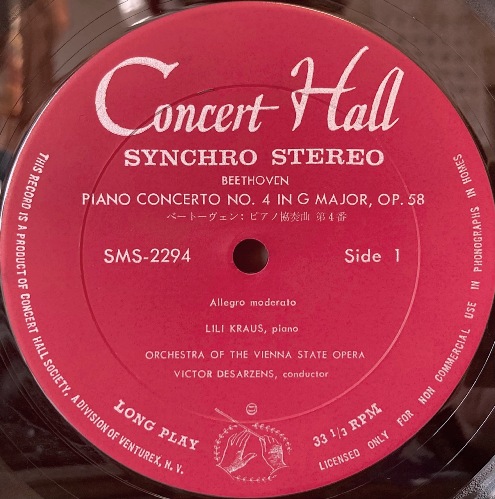 Concert Hall
SYNCHRO STEREO
BEETHOVEN
PIANO CONCERTO NO. 4 IN G MAJOR, OP. 58
ベートーヴェン：ピアノ協奏曲 第4番
SMS-2294
Side 1
Allegro moderato
LILI KRAUS, piano
ORCHESTRA OF THE VIENNA STATE OPERA
VICTOR DESARZENS, conductor
LONG PLAY
33 1/3 RPM
THIS RECORD IS A PRODUCT OF CONCERT HALL SOCIETY, A DIVISION OF VENTUREX, N. V.
LICENSED ONLY FOR NON COMMERCIAL USE IN PHONOGRAPHS IN HOMES